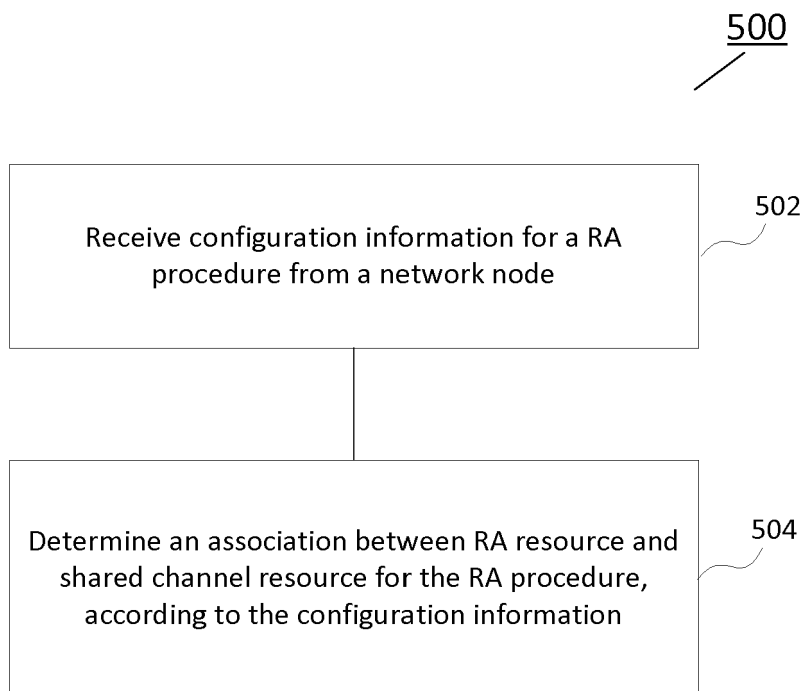 500
Receive configuration information for a RA
procedure from a network node
502
Determine an association between RA resource and
shared channel resource for the RA procedure,
according to the configuration information
504